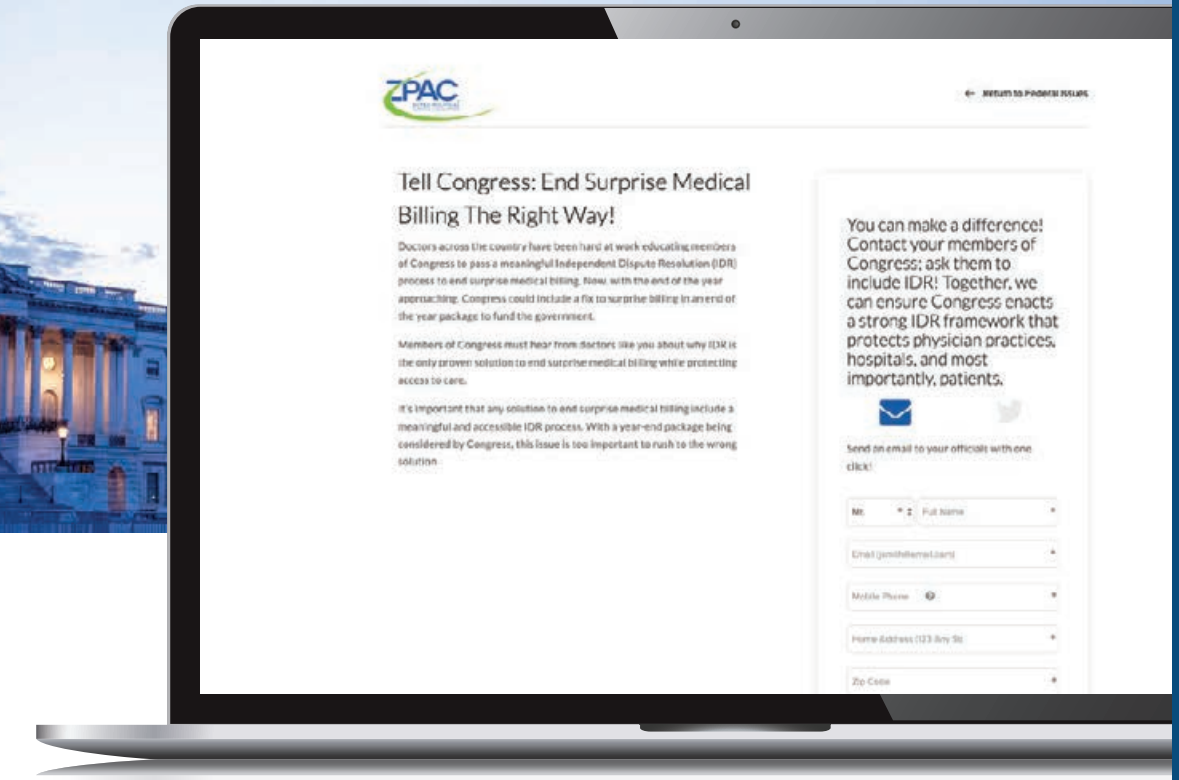 ZPAC
← Return to Federal Issues
Tell Congress: End Surprise Medical
Billing The Right Way!
Doctors across the country have been hard at work educating members
of Congress to pass a meaningful Independent Dispute Resolution (IDR)
process to end surprise medical billing. Now, with the end of the year
approaching, Congress could include a fix to surprise billing in an end of
the year package to fund the government.
Members of Congress must hear from doctors like you about why IDR is
the only proven solution to end surprise medical billing while protecting
access to care.
It's important that any solution to end surprise medical billing include a
meaningful and accessible IDR process. With a year-end package being
considered by Congress, this issue is too important to rush to the wrong
solution
You can make a difference!
Contact your members of
Congress; ask them to
include IDR! Together, we
can ensure Congress enacts
a strong IDR framework that
protects physician practices,
hospitals, and most
importantly, patients.
Send an email to your officials with one
click!
Mr. * Full Name *
Email *
Mobile Phone *
Home Address (123 Any St) *
Zip Code *